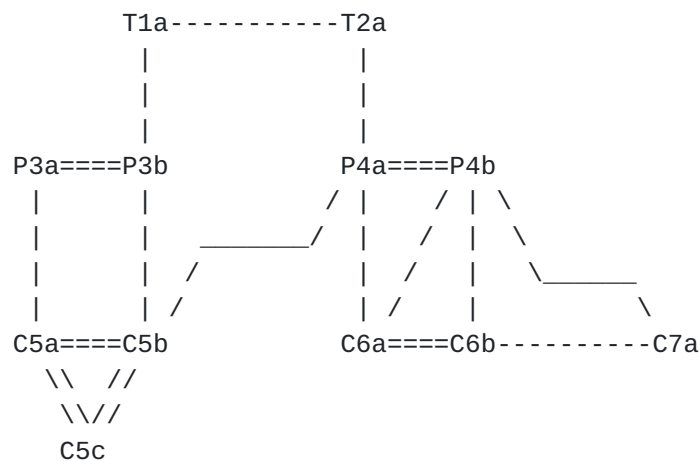 T1a-----------T2a
P3a====P3b P4a====P4b
C5a====C5b C6a====C6b----------C7a
C5c